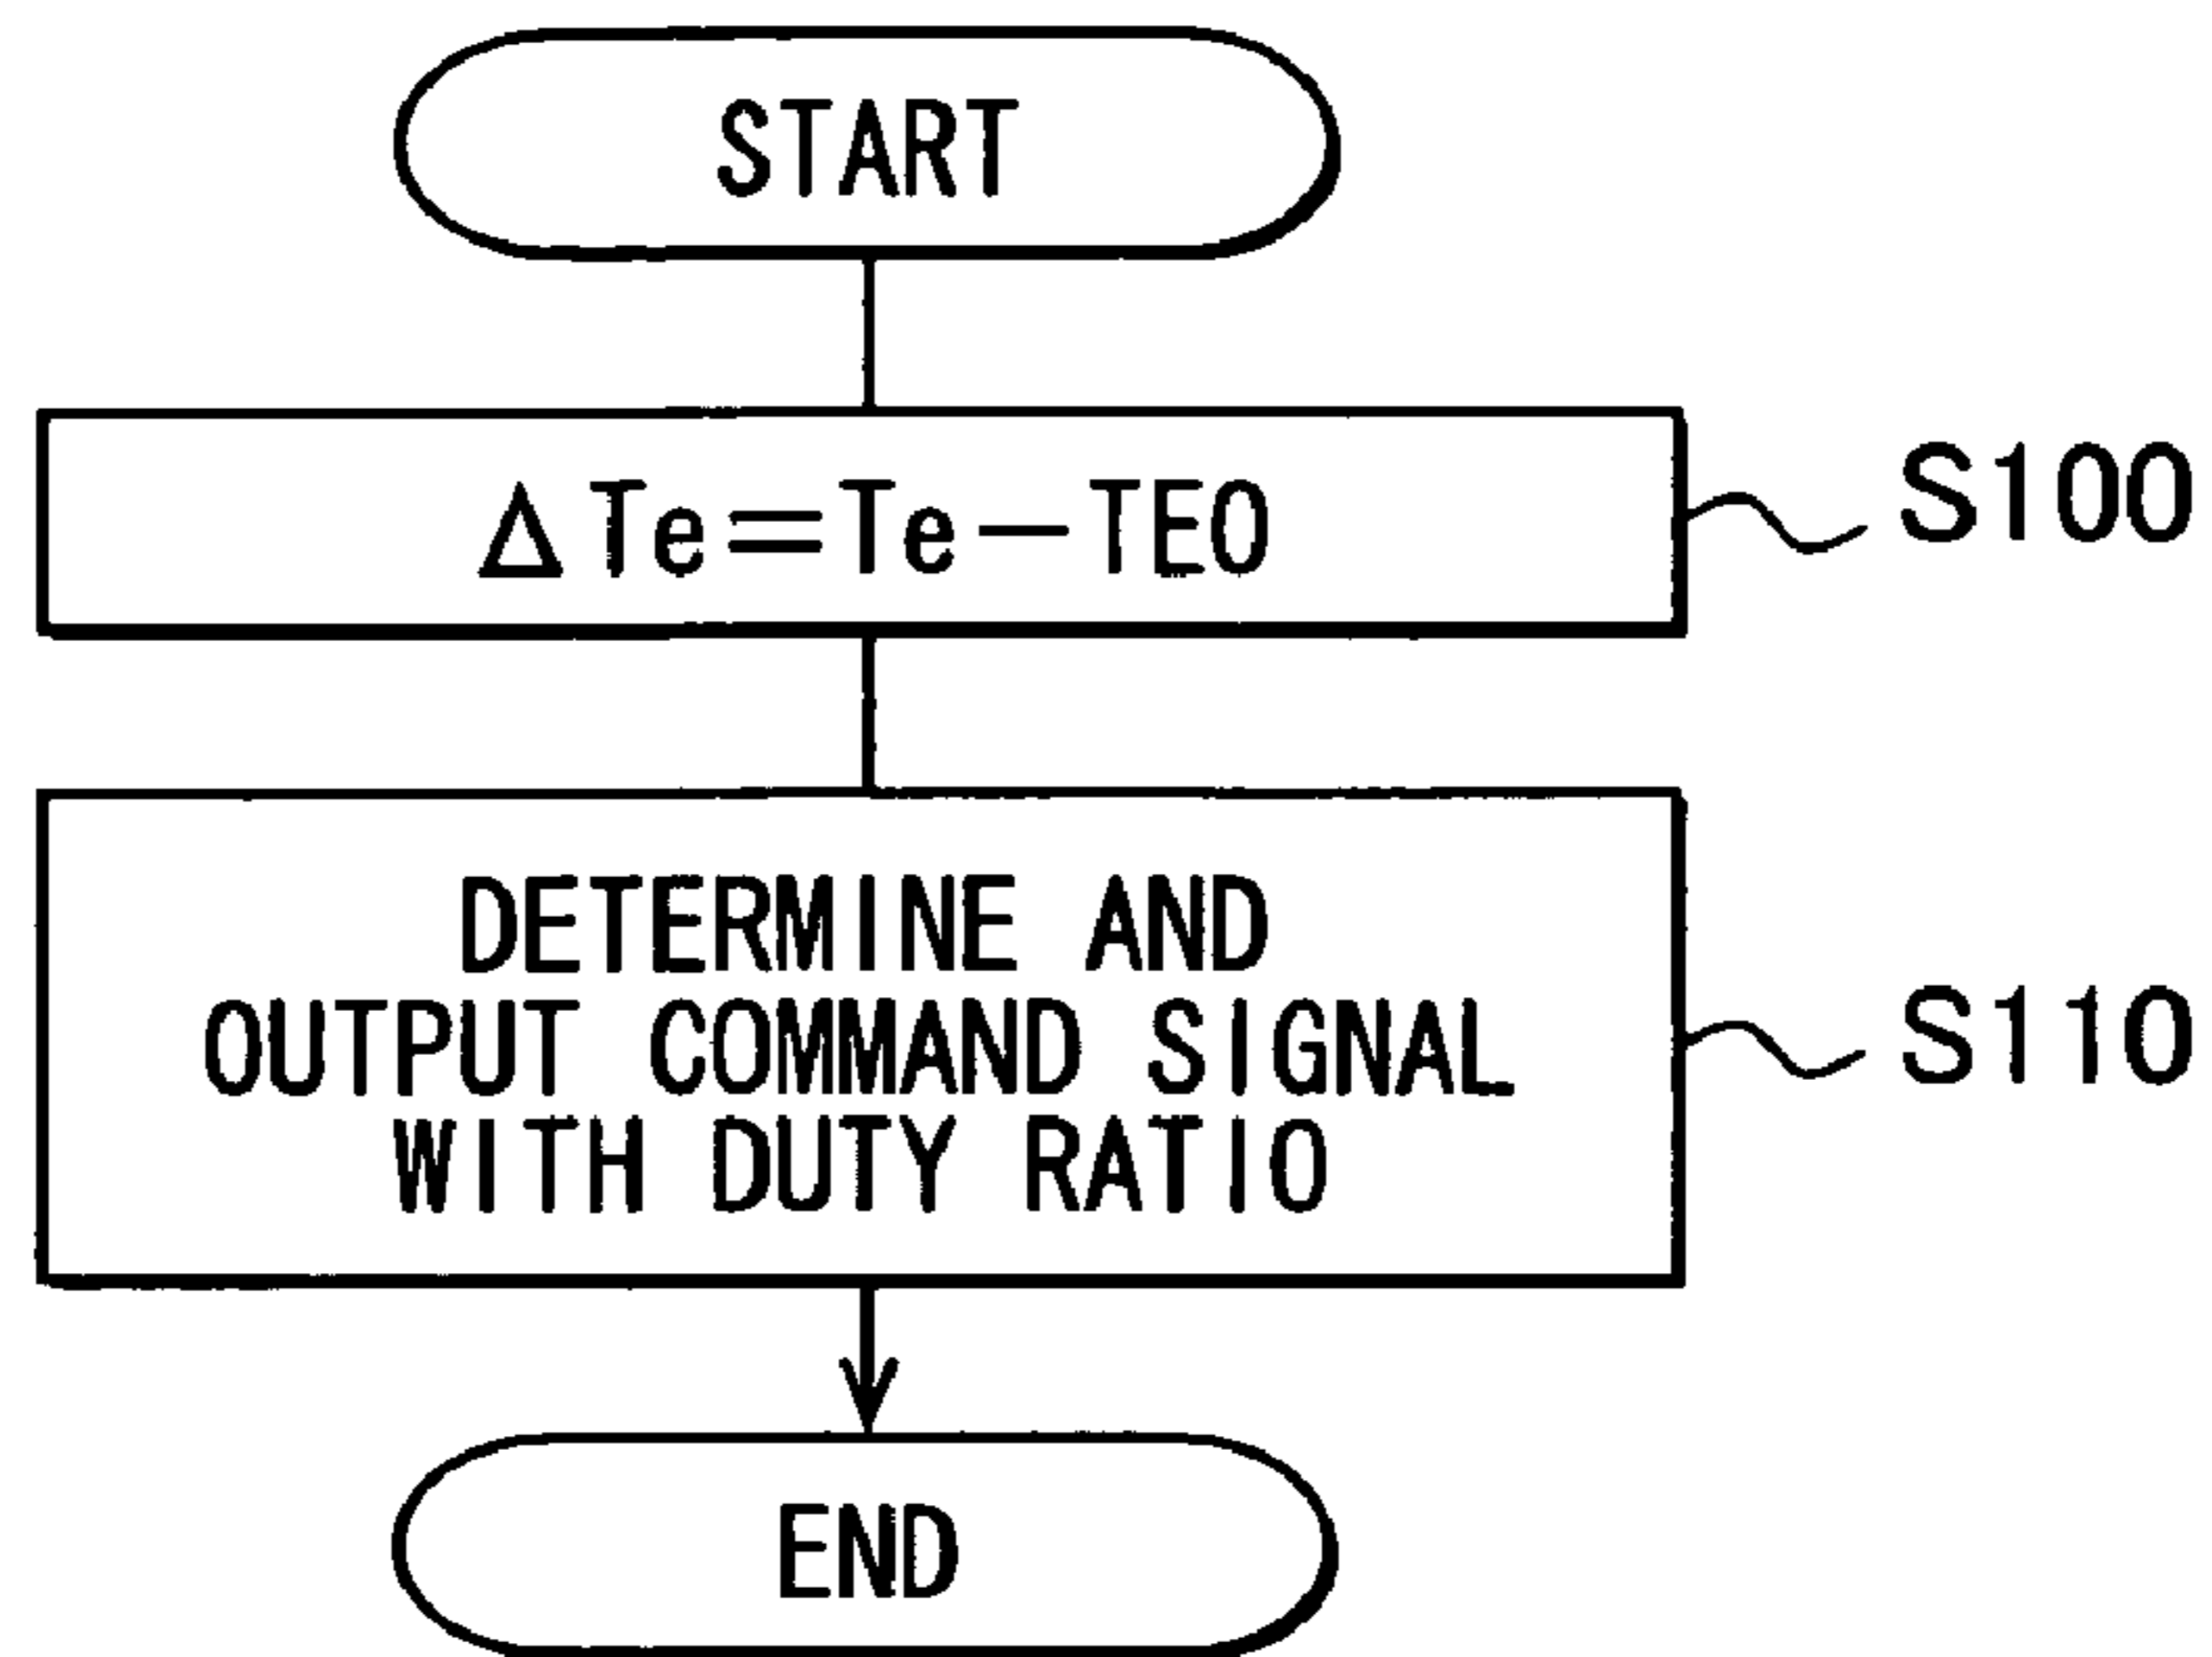 START
ΔTe=Te−TEO
S100
DETERMINE AND
OUTPUT COMMAND SIGNAL
WITH DUTY RATIO
S110
END